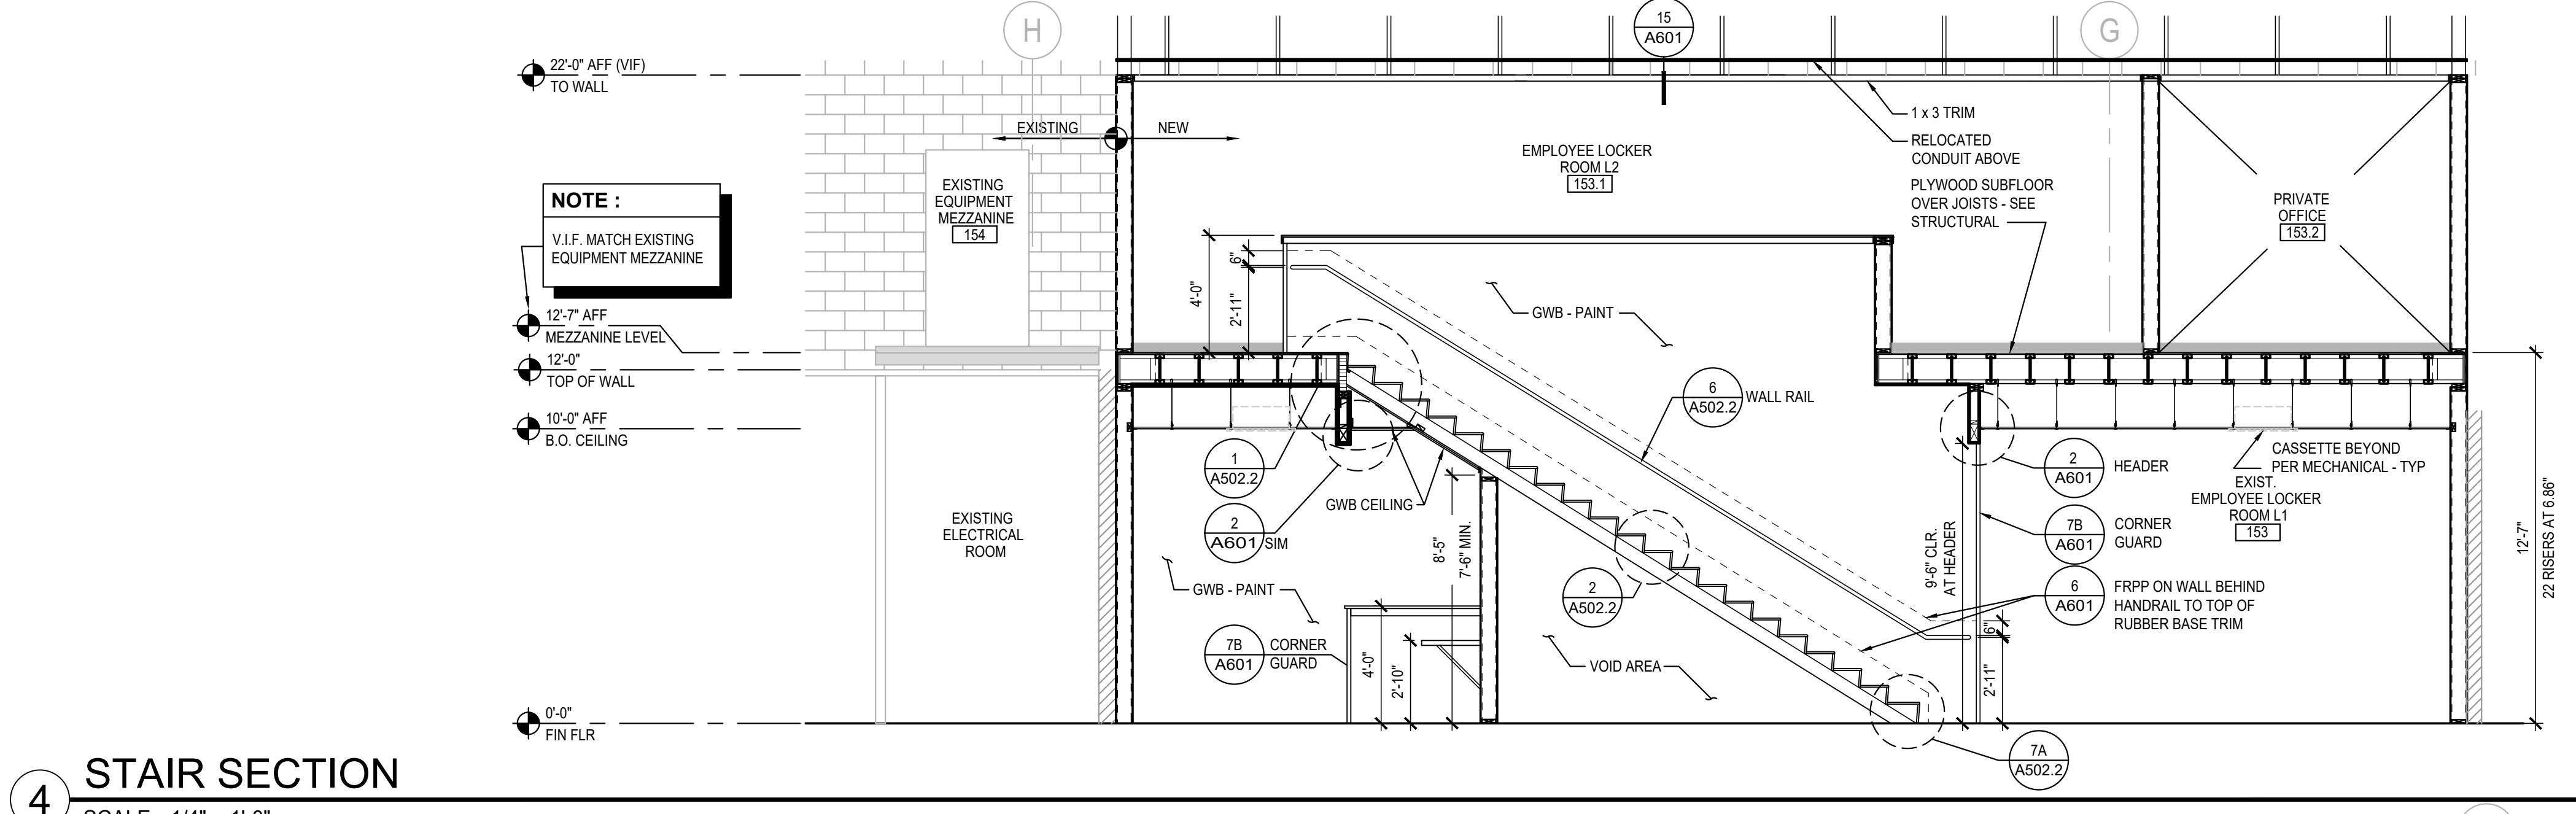 H
15
A601
G
22'-0" AFF (VIF)
TO WALL
EXISTING
NEW
1 x 3 TRIM
RELOCATED
CONDUIT ABOVE
PLYWOOD SUBFLOOR
OVER JOISTS - SEE
STRUCTURAL
EMPLOYEE LOCKER
ROOM L2
153.1
NOTE :
V.I.F. MATCH EXISTING
EQUIPMENT MEZZANINE
EXISTING
EQUIPMENT
MEZZANINE
154
PRIVATE
OFFICE
153.2
12'-7" AFF
MEZZANINE LEVEL
12'-0"
TOP OF WALL
10'-0" AFF
B.O. CEILING
4'-0"
6"
2'-11"
GWB - PAINT
6
A502.2
WALL RAIL
1
A502.2
2
A601
SIM
GWB CEILING
2
A601
HEADER
CASSETTE BEYOND
PER MECHANICAL - TYP
EXIST.
EMPLOYEE LOCKER
ROOM L1
153
7B
A601
CORNER
GUARD
6
A601
FRPP ON WALL BEHIND
HANDRAIL TO TOP OF
RUBBER BASE TRIM
12'-7"
22 RISERS AT 6.86"
EXISTING
ELECTRICAL
ROOM
GWB - PAINT
8'-5"
7'-6" MIN.
9'-6" CLR.
AT HEADER
2
A502.2
7B
A601
CORNER
GUARD
4'-0"
2'-10"
VOID AREA
6"
2'-11"
0'-0"
FIN FLR
7A
A502.2
4
STAIR SECTION